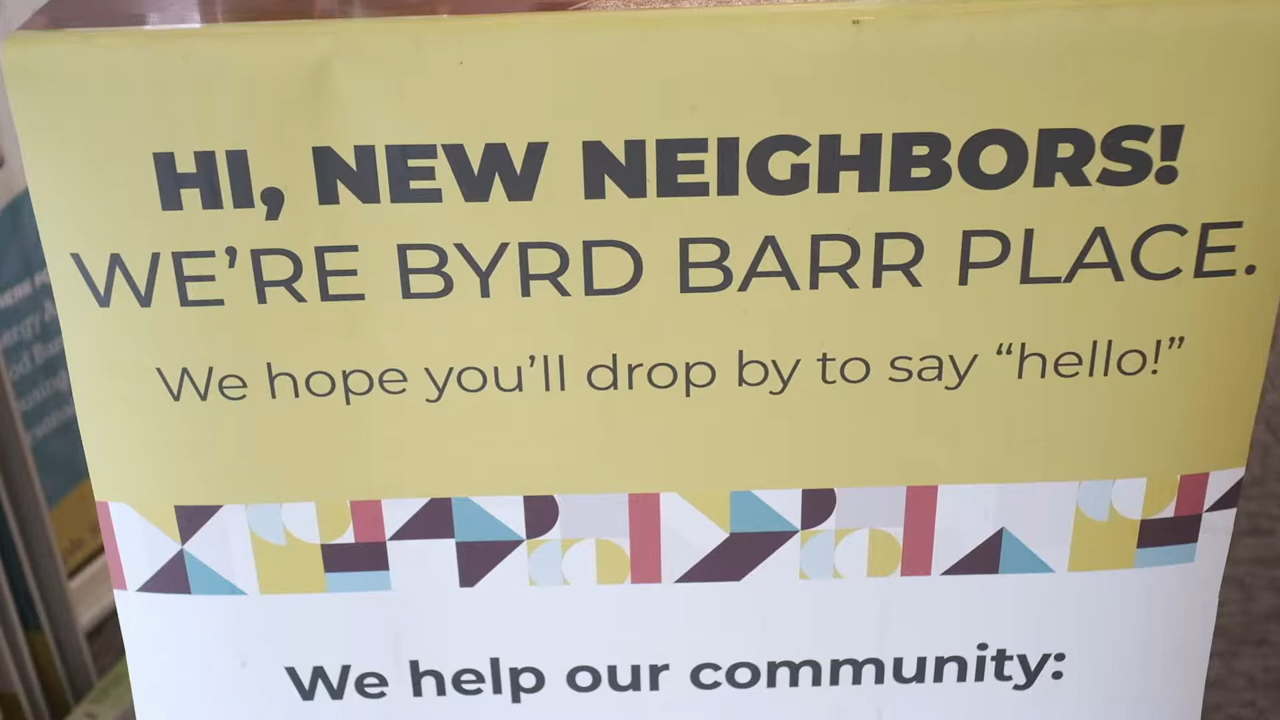 HI, NEW NEIGHBORS!
WE'RE BYRD BARR PLACE.
We hope you'll drop by to say “hello!”
We help our community: